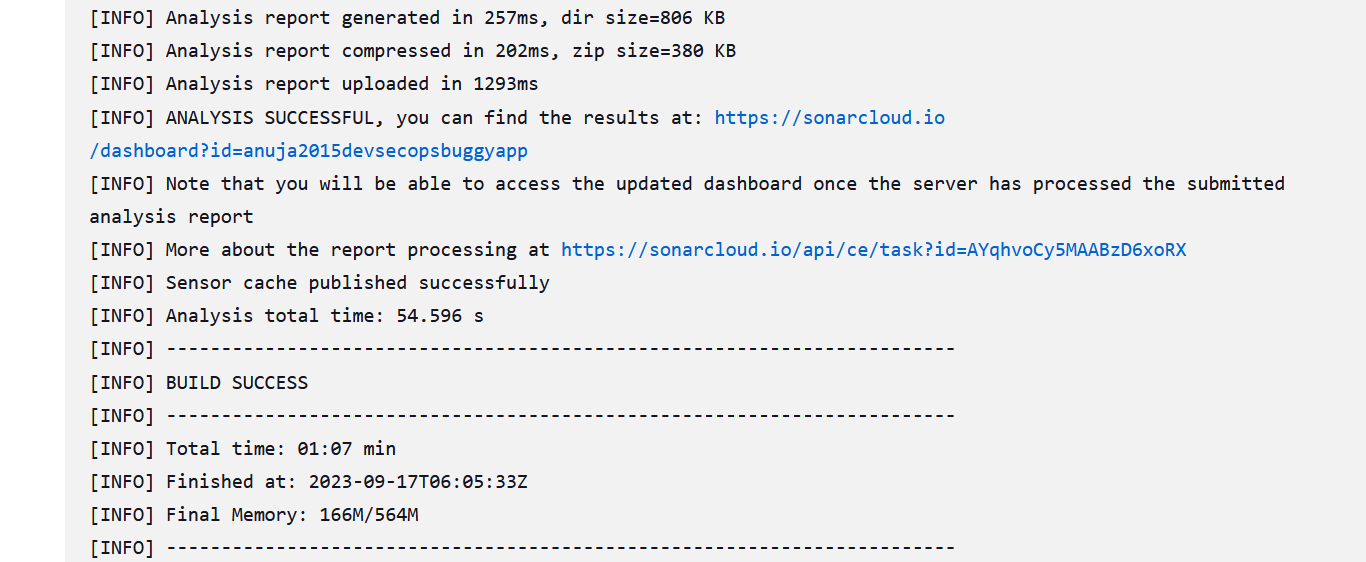 [INFO] Analysis report generated in 257ms, dir size=806 KB
[INFO] Analysis report compressed in 202ms, zip size=380 KB
[INFO] Analysis report uploaded in 1293ms
[INFO] ANALYSIS SUCCESSFUL, you can find the results at: https://sonarcloud.io
/dashboard?id=anuja2015devsecopsbuggyapp
[INFO] Note that you will be able to access the updated dashboard once the server has processed the submitted
analysis report
[INFO] More about the report processing at https://sonarcloud.io/api/ce/task?id=AYqhvoCy5MAABzD6xoRX
[INFO] Sensor cache published successfully
[INFO] Analysis total time: 54.596 s
[INFO] ------------------------------------------------------------------------
[INFO] BUILD SUCCESS
[INFO] ------------------------------------------------------------------------
[INFO] Total time: 01:07 min
[INFO] Finished at: 2023-09-17T06:05:33Z
[INFO] Final Memory: 166M/564M
[INFO] ------------------------------------------------------------------------